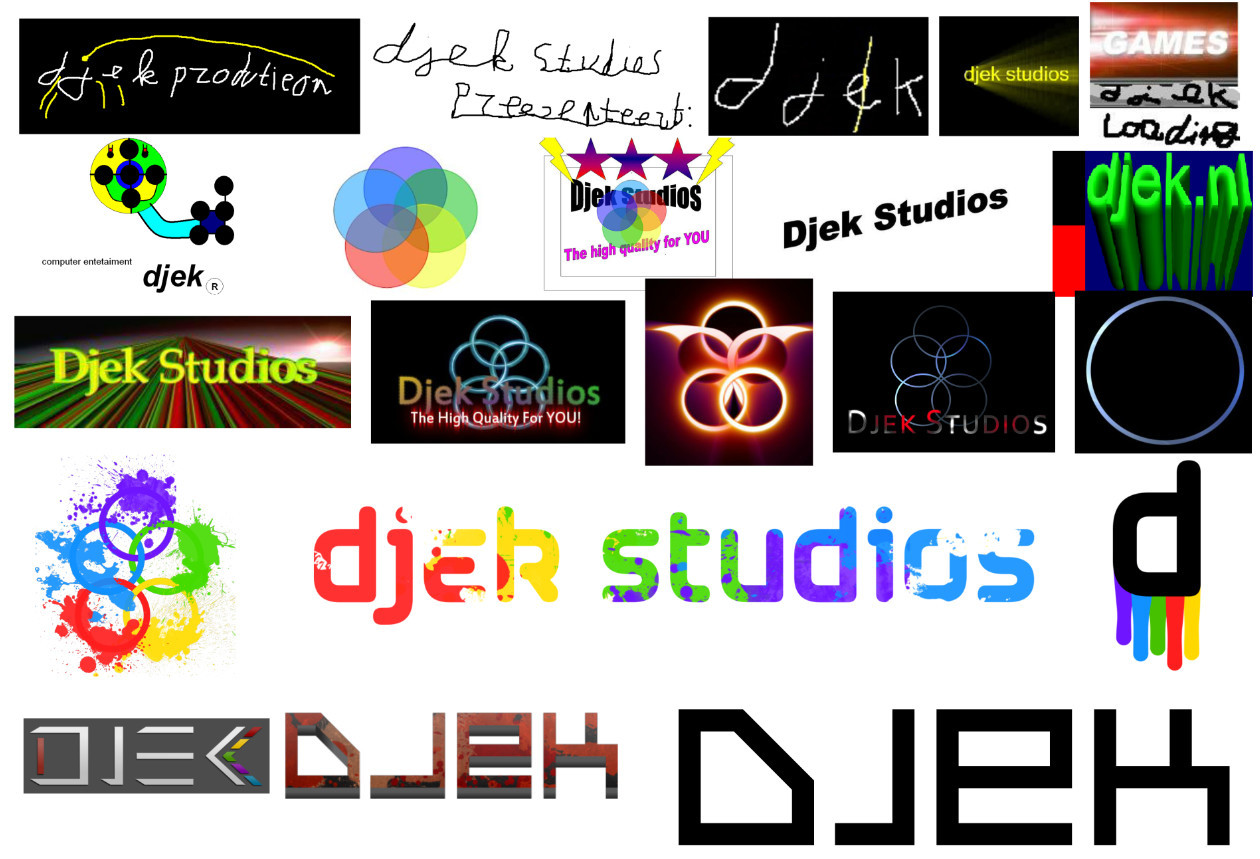 djek produtieon
djek Studios
Presenteert:
djek
djek studios
GAMES
djek
Loading
computer entetaiment
djek ®
Djek Studios
The high quality for YOU
Djek Studios
djek.nl
Djek Studios
Djek Studios
The High Quality For YOU!
Djek Studios
djek studios
d
DJEK
DJEK
DJEK